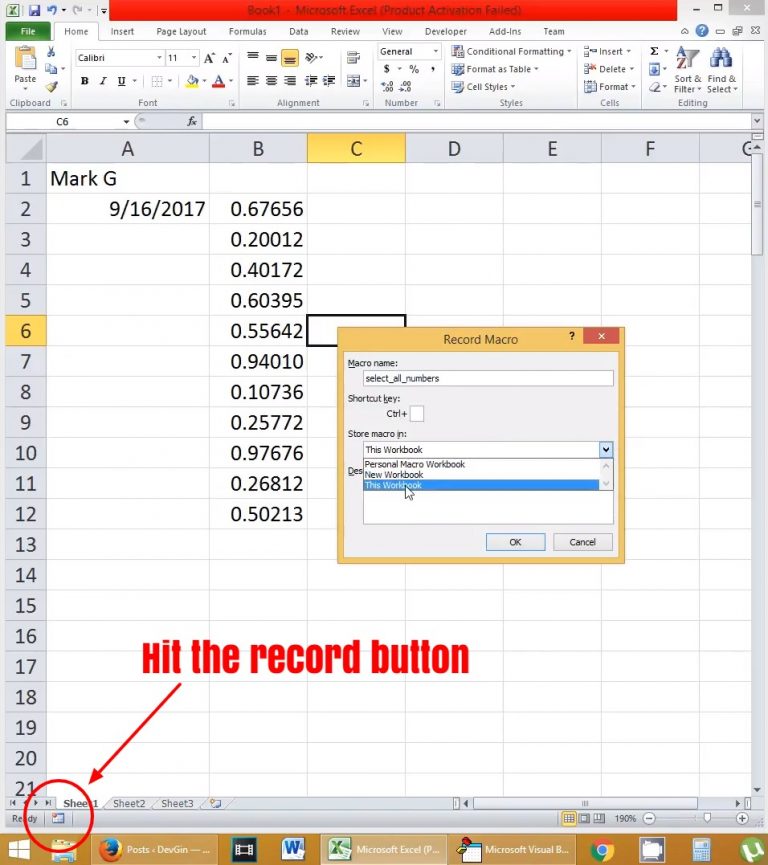 Book1 - Microsoft Excel (Product Activation Failed)
File Home Insert Page Layout Formulas Data Review View Developer Add-Ins Team
Calibri 11 General Conditional Formatting Insert
Paste Format as Table Delete Sort & Find &
B I U $ % , Cell Styles Format Filter Select
Clipboard Font Alignment Number Styles Cells Editing
C6 fx
A B C D E F
1 Mark G
2 9/16/2017 0.67656
3 0.20012
4 0.40172
5 0.60395
6 0.55642
7 0.94010
8 0.10736
9 0.25772
10 0.97676
11 0.26812
12 0.50213
13
14
15
16
17
18
19
20
21
Record Macro ?
Macro name:
select_all_numbers
Shortcut key:
Ctrl+
Store macro in:
This Workbook
Personal Macro Workbook
New Workbook
Des This Workbook
OK Cancel
Hit the record button
Sheet1 Sheet2 Sheet3
Ready 190%
Posts ‹ DevGin — ... Microsoft Excel (P... Microsoft Visual B...